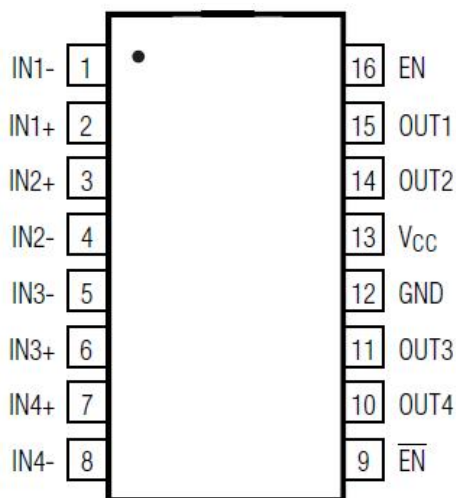 IN1- 1 16 EN
IN1+ 2 15 OUT1
IN2+ 3 14 OUT2
IN2- 4 13 VCC
IN3- 5 12 GND
IN3+ 6 11 OUT3
IN4+ 7 10 OUT4
IN4- 8 9 E̅N̅